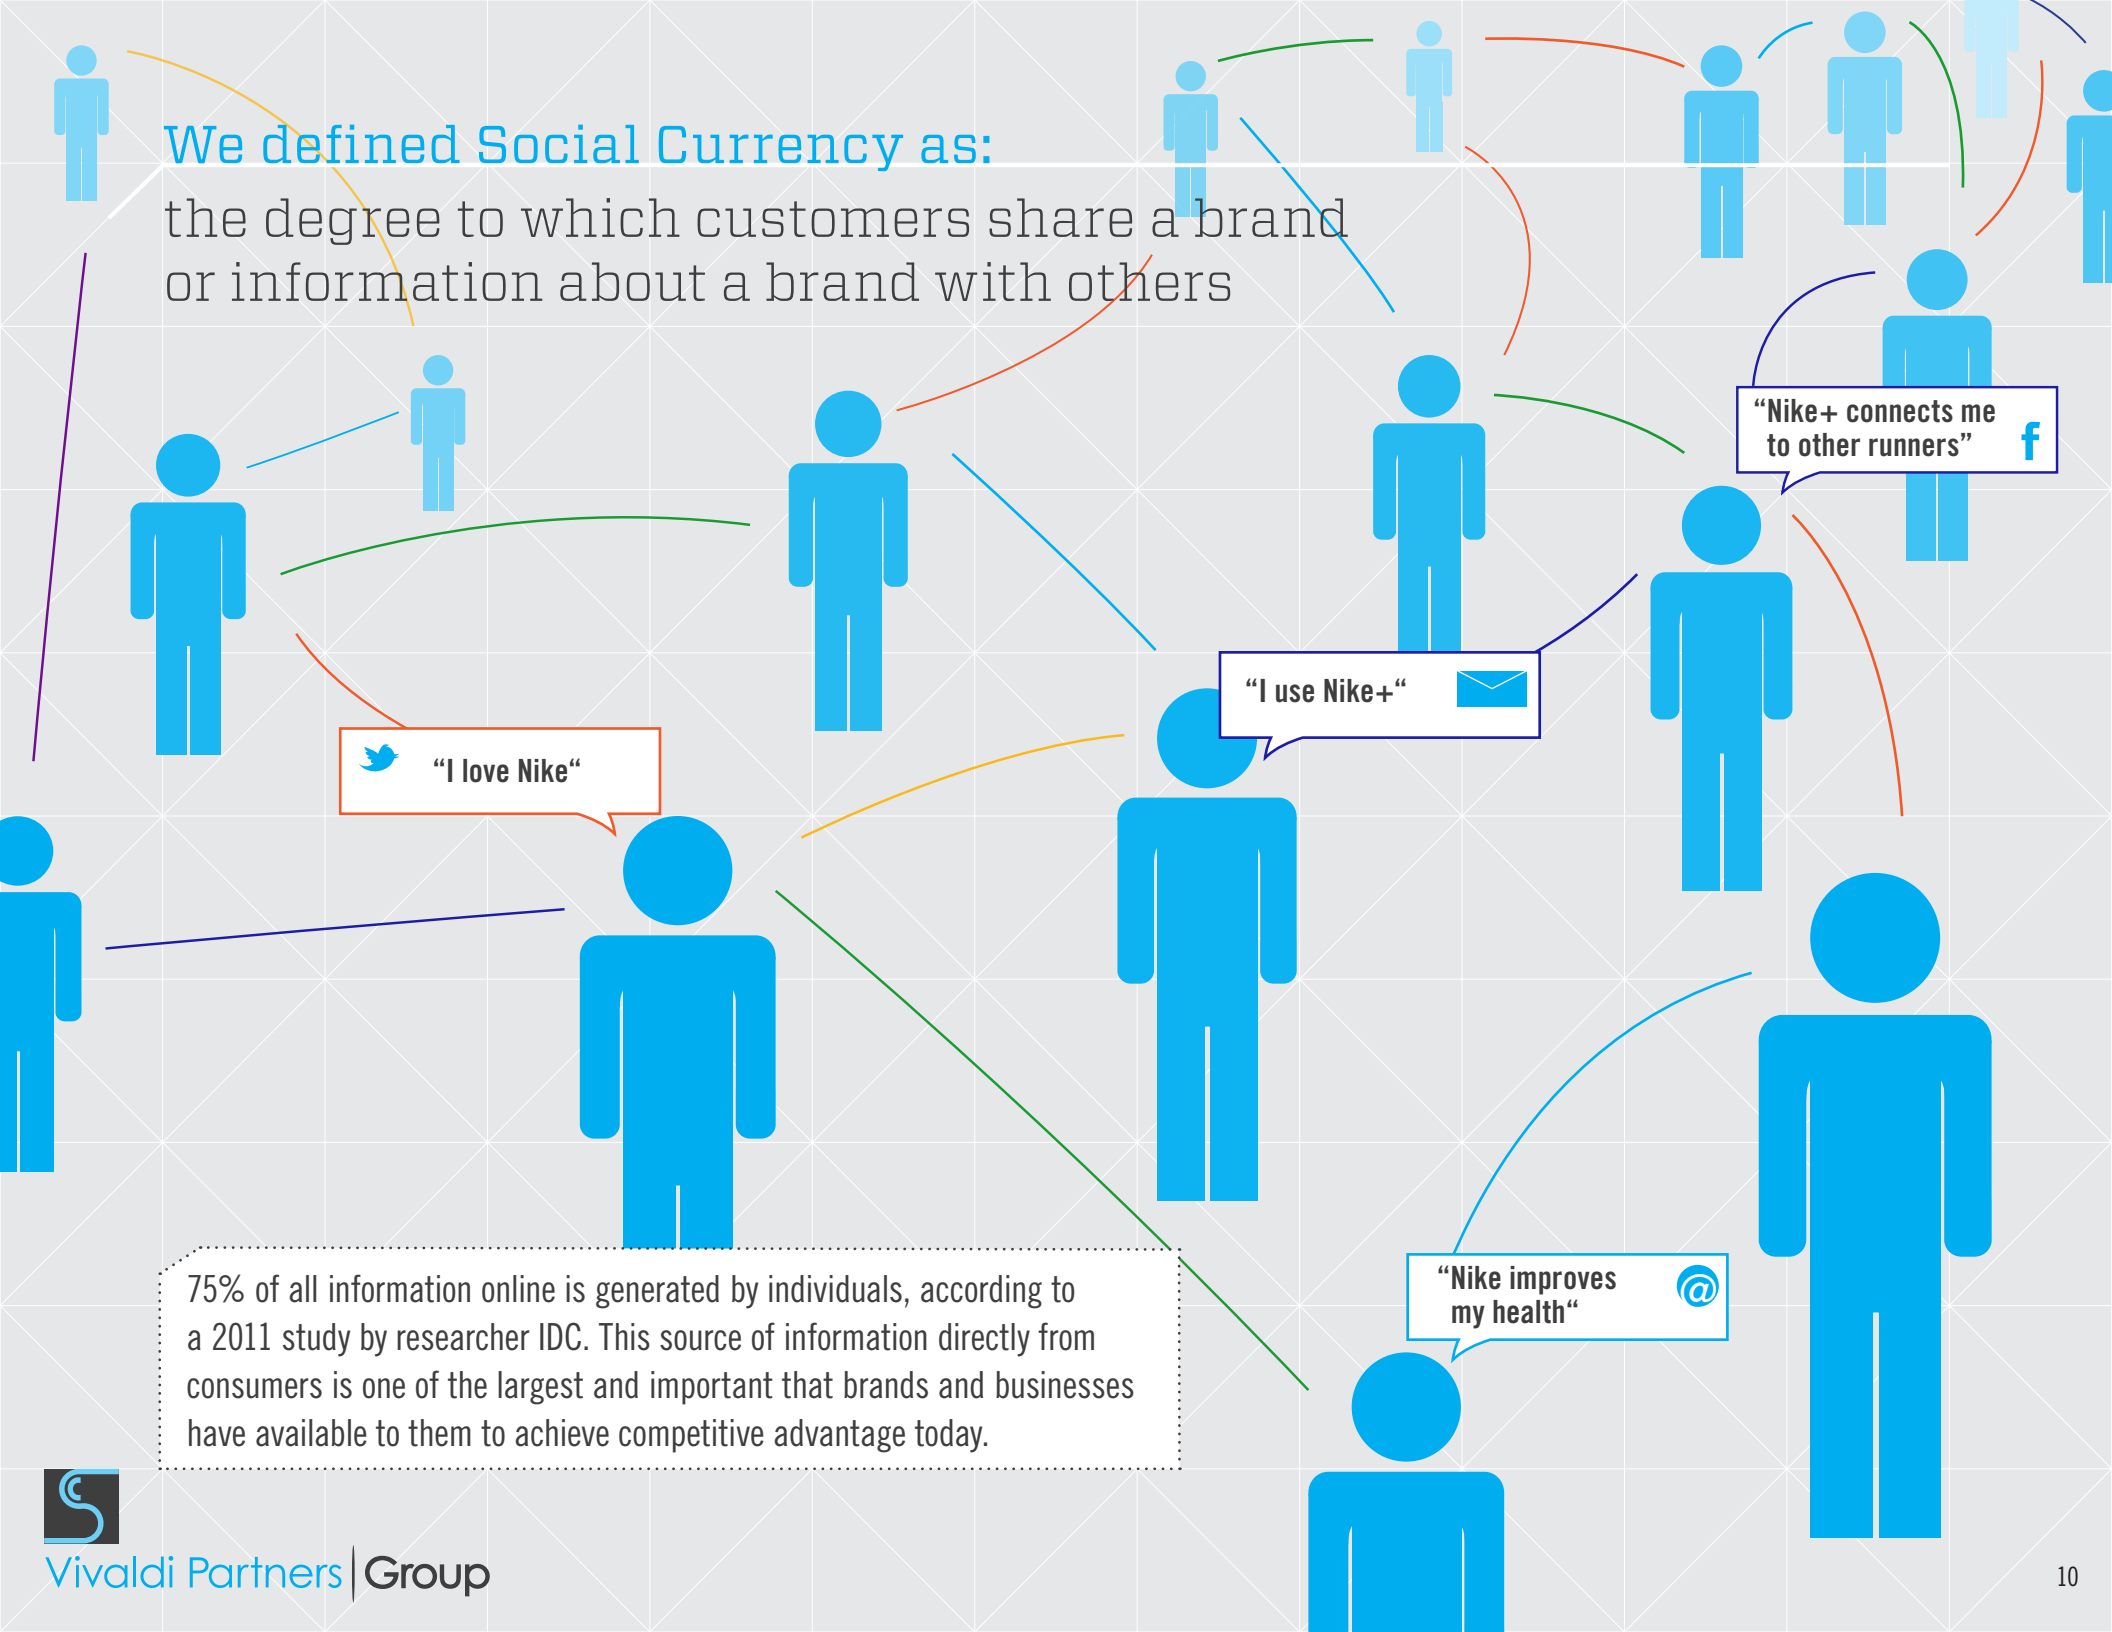 We defined Social Currency as:
the degree to which customers share a brand
or information about a brand with others
“Nike+ connects me
to other runners”
f
“I use Nike+“
“I love Nike“
“Nike improves
my health“
@
75% of all information online is generated by individuals, according to
a 2011 study by researcher IDC. This source of information directly from
consumers is one of the largest and important that brands and businesses
have available to them to achieve competitive advantage today.
Vivaldi Partners Group
10